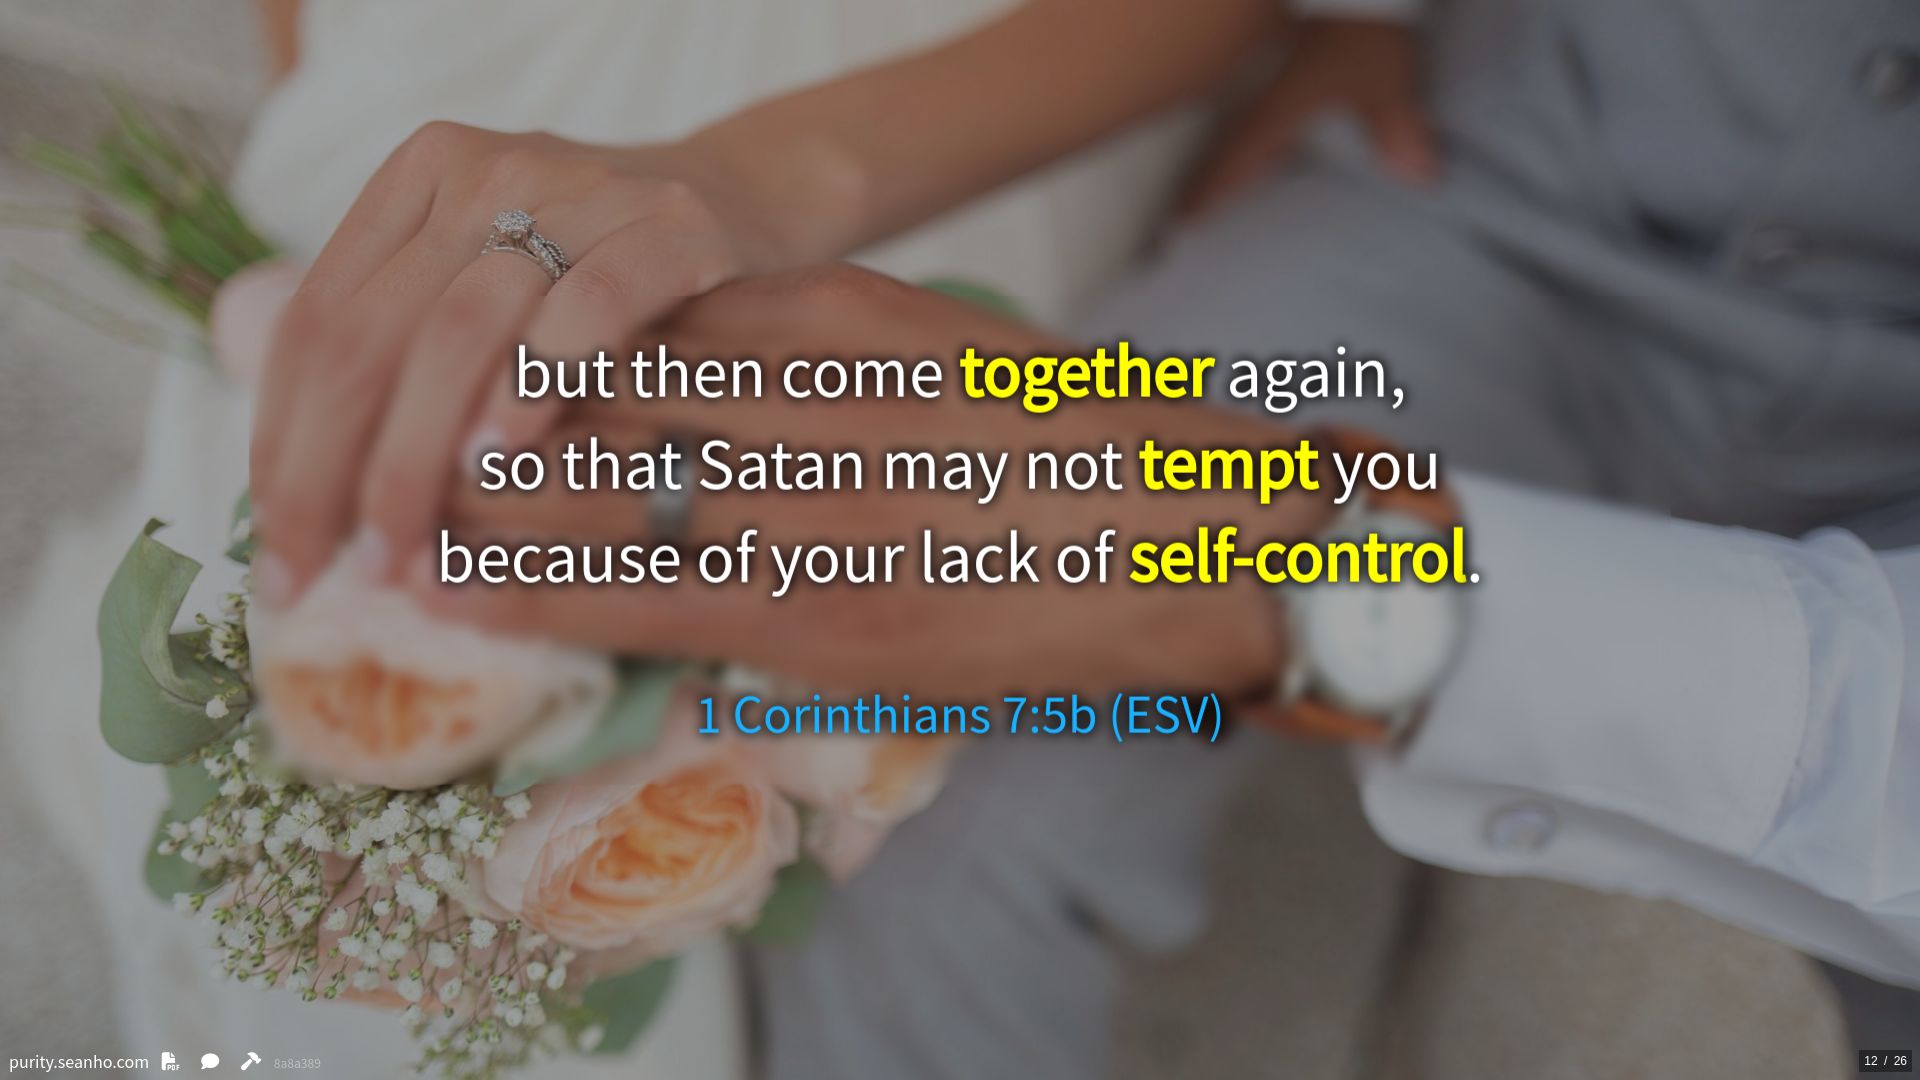 but then come together again,
so that Satan may not tempt you
because of your lack of self-control.
1 Corinthians 7:5b (ESV)
purity.seanho.com PDF 8a8a389
12 / 26